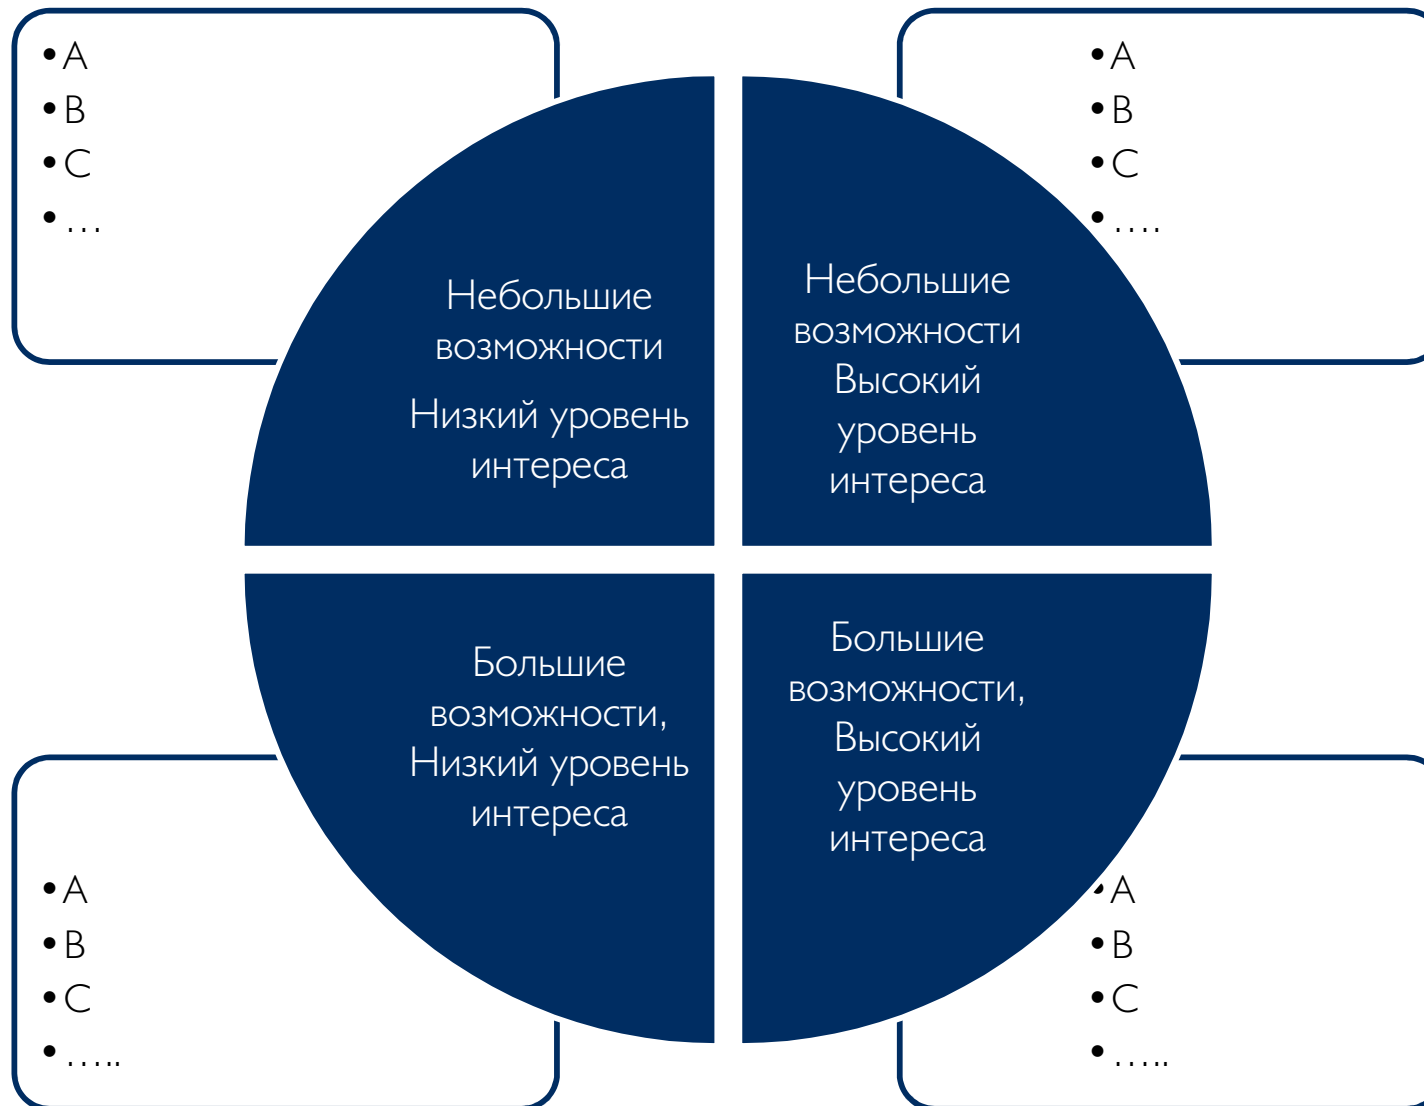 •A
•B
•C
•...
•A
•B
•C
•....
Небольшие
возможности
Низкий уровень
интереса
Небольшие
возможности
Высокий
уровень
интереса
Большие
возможности,
Низкий уровень
интереса
Большие
возможности,
Высокий
уровень
интереса
•A
•B
•C
•.....
•A
•B
•C
•.....